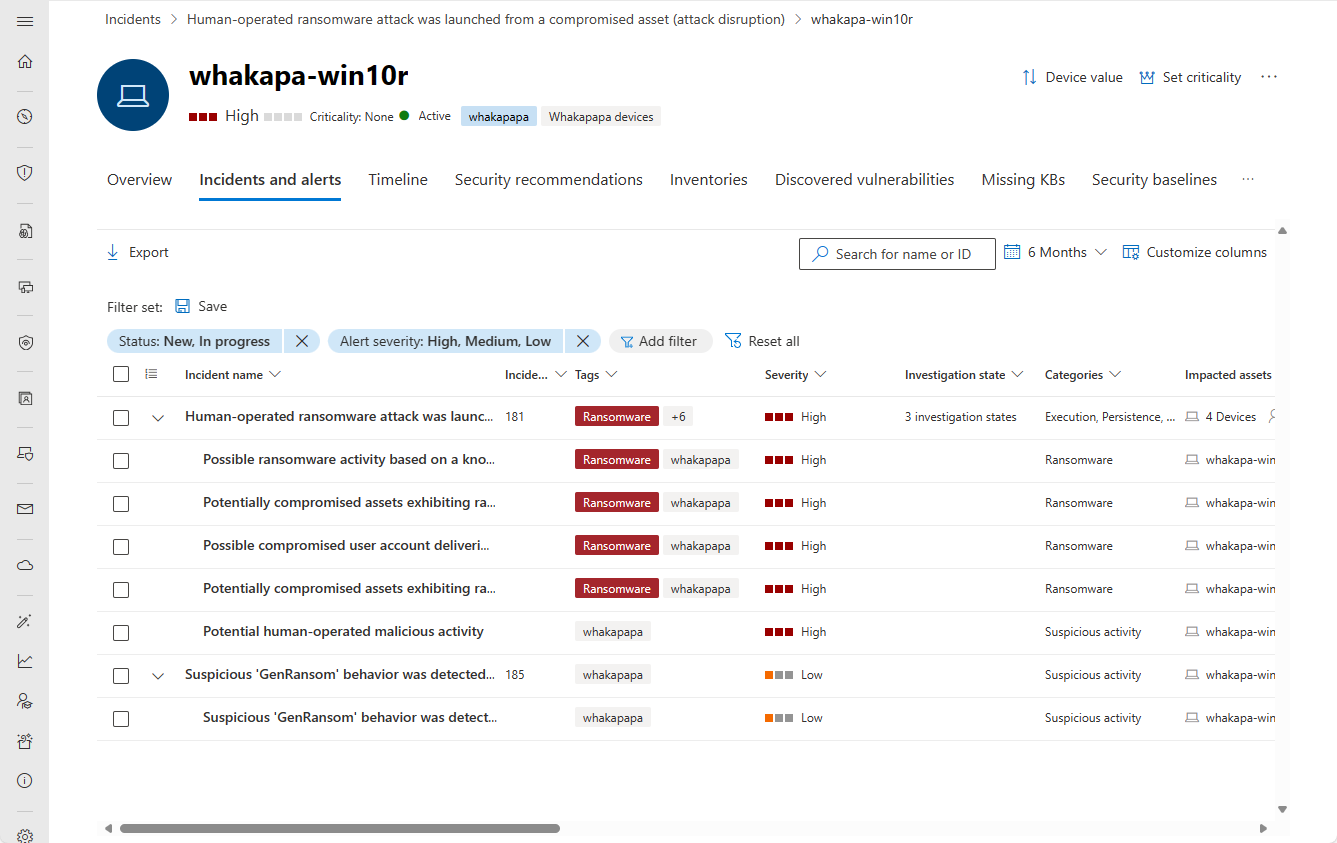 Incidents > Human-operated ransomware attack was launched from a compromised asset (attack disruption) > whakapa-win10r
whakapa-win10r
Device value Set criticality ...
High Criticality: None Active whakapapa Whakapapa devices
Overview Incidents and alerts Timeline Security recommendations Inventories Discovered vulnerabilities Missing KBs Security baselines ...
Export Search for name or ID 6 Months Customize columns
Filter set: Save
Status: New, In progress Alert severity: High, Medium, Low Add filter Reset all
Incident name Incide... Tags Severity Investigation state Categories Impacted assets
Human-operated ransomware attack was launc... 181 Ransomware +6 High 3 investigation states Execution, Persistence, ... 4 Devices
Possible ransomware activity based on a kno... Ransomware whakapapa High Ransomware whakapa-win
Potentially compromised assets exhibiting ra... Ransomware whakapapa High Ransomware whakapa-win
Possible compromised user account deliveri... Ransomware whakapapa High Ransomware whakapa-win
Potentially compromised assets exhibiting ra... Ransomware whakapapa High Ransomware whakapa-win
Potential human-operated malicious activity whakapapa High Suspicious activity whakapa-win
Suspicious 'GenRansom' behavior was detected... 185 whakapapa Low Suspicious activity whakapa-win
Suspicious 'GenRansom' behavior was detect... whakapapa Low Suspicious activity whakapa-win